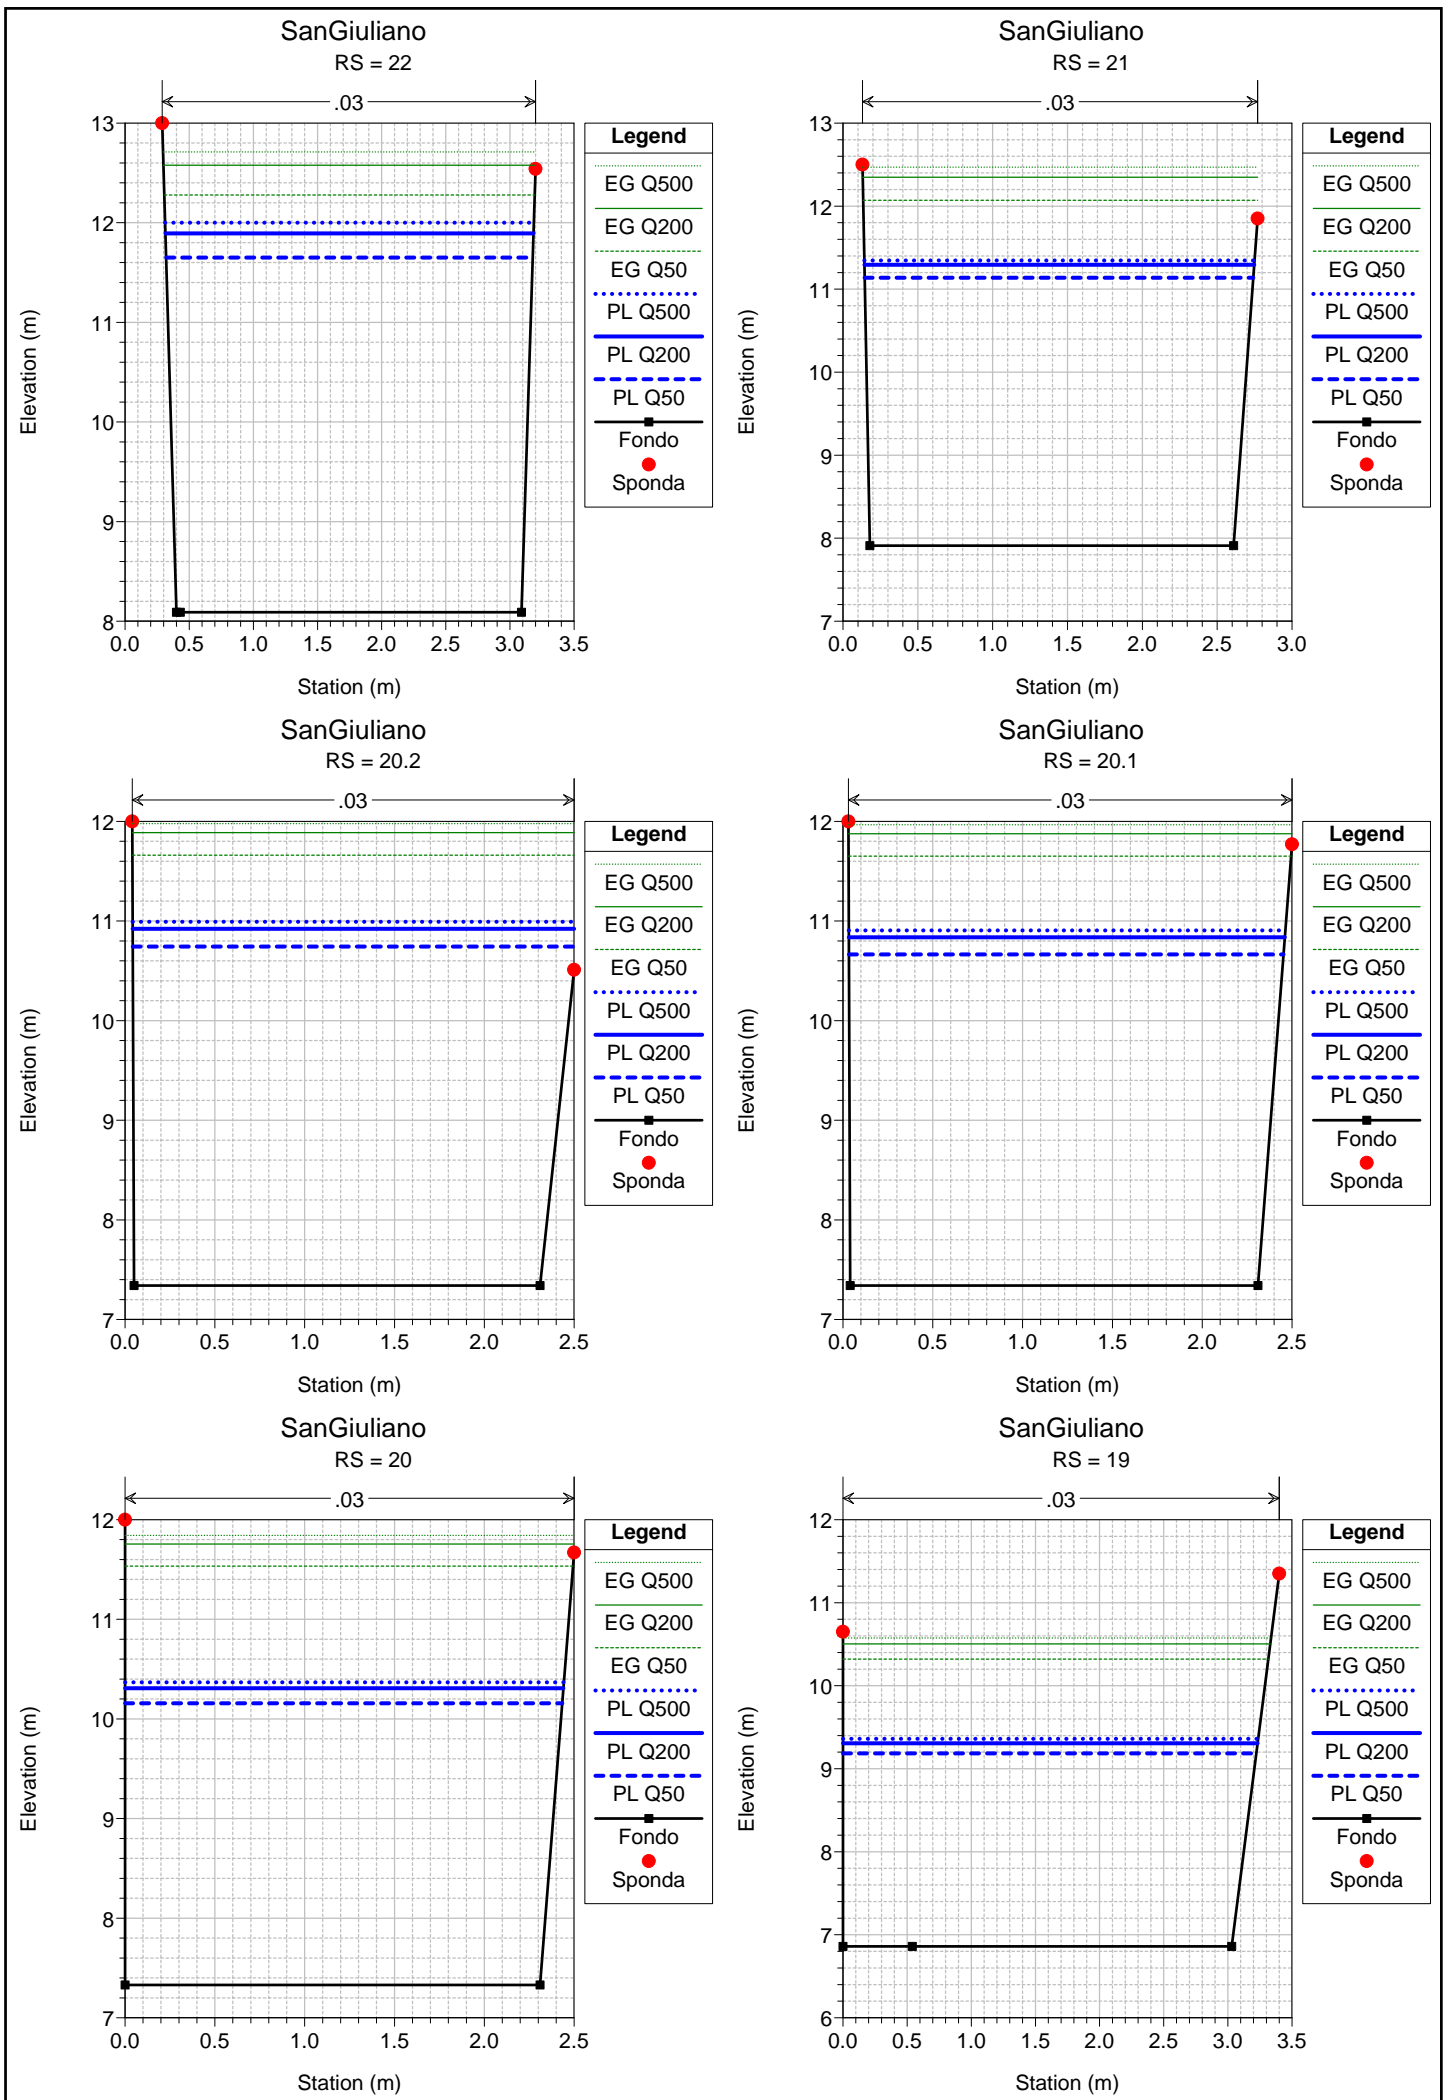 SanGiuliano
RS = 22
.03
13
12
11
10
9
8
0.0 0.5 1.0 1.5 2.0 2.5 3.0 3.5
Station (m)
Elevation (m)
Legend
EG Q500
EG Q200
EG Q50
PL Q500
PL Q200
PL Q50
Fondo
Sponda
SanGiuliano
RS = 21
.03
13
12
11
10
9
8
7
0.0 0.5 1.0 1.5 2.0 2.5 3.0
Station (m)
Elevation (m)
Legend
EG Q500
EG Q200
EG Q50
PL Q500
PL Q200
PL Q50
Fondo
Sponda
SanGiuliano
RS = 20.2
.03
12
11
10
9
8
7
0.0 0.5 1.0 1.5 2.0 2.5
Station (m)
Elevation (m)
Legend
EG Q500
EG Q200
EG Q50
PL Q500
PL Q200
PL Q50
Fondo
Sponda
SanGiuliano
RS = 20.1
.03
12
11
10
9
8
7
0.0 0.5 1.0 1.5 2.0 2.5
Station (m)
Elevation (m)
Legend
EG Q500
EG Q200
EG Q50
PL Q500
PL Q200
PL Q50
Fondo
Sponda
SanGiuliano
RS = 20
.03
12
11
10
9
8
7
0.0 0.5 1.0 1.5 2.0 2.5
Station (m)
Elevation (m)
Legend
EG Q500
EG Q200
EG Q50
PL Q500
PL Q200
PL Q50
Fondo
Sponda
SanGiuliano
RS = 19
.03
12
11
10
9
8
7
6
0.0 0.5 1.0 1.5 2.0 2.5 3.0 3.5
Station (m)
Elevation (m)
Legend
EG Q500
EG Q200
EG Q50
PL Q500
PL Q200
PL Q50
Fondo
Sponda